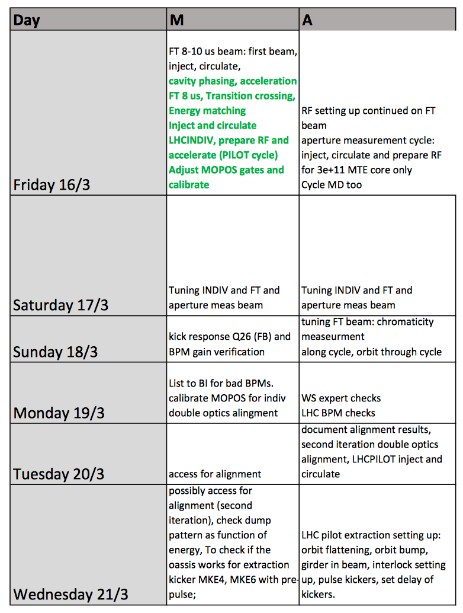 Day M A
FT 8-10 us beam: first beam,
inject, circulate,
cavity phasing, acceleration
FT 8 us, Transition crossing,
Energy matching
Inject and circulate
LHCINDIV, prepare RF and
accelerate (PILOT cycle)
Adjust MOPOS gates and
calibrate
RF setting up continued on FT
beam
aperture measurement cycle:
inject, circulate and prepare RF
for 3e+11 MTE core only
Cycle MD too
Friday 16/3
Tuning INDIV and FT and
aperture meas beam
Tuning INDIV and FT and
aperture meas beam
Saturday 17/3
kick response Q26 (FB) and
BPM gain verification
tuning FT beam: chromaticity
measeurment
along cycle, orbit through cycle
Sunday 18/3
List to BI for bad BPMs.
calibrate MOPOS for indiv
double optics alingment
WS expert checks
LHC BPM checks
Monday 19/3
access for alignment
document alignment results,
second iteration double optics
alignment, LHCPILOT inject and
circulate
Tuesday 20/3
possibly access for
alignment (second
iteration), check dump
pattern as function of
energy, To check if the
oassis works for extraction
kicker MKE4, MKE6 with pre-
pulse;
LHC pilot extraction setting up:
orbit flattening, orbit bump,
girder in beam, interlock setting
up, pulse kickers, set delay of
kickers.
Wednesday 21/3